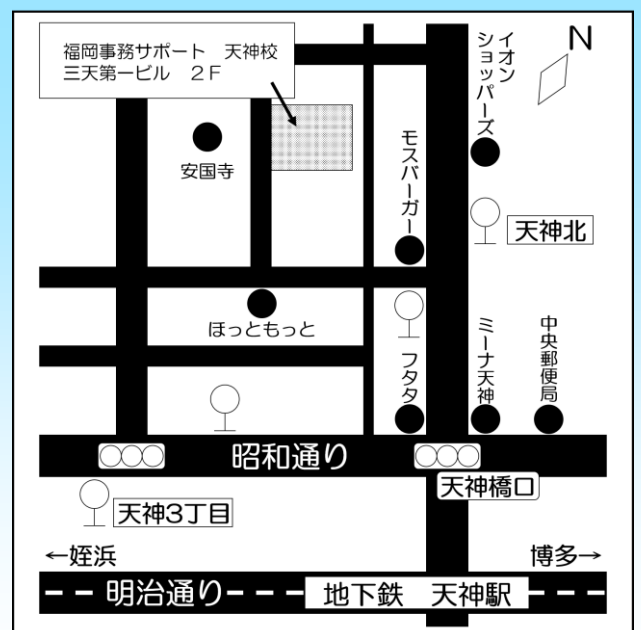 福岡事務サポート　天神校
三天第一ビル　２Ｆ
N
イオン
ショッパーズ
安国寺
モスバーガー
天神北
ほっともっと
フタタ
ミーナ天神
中央郵便局
昭和通り
天神橋口
天神3丁目
←姪浜
博多→
明治通り
地下鉄　天神駅